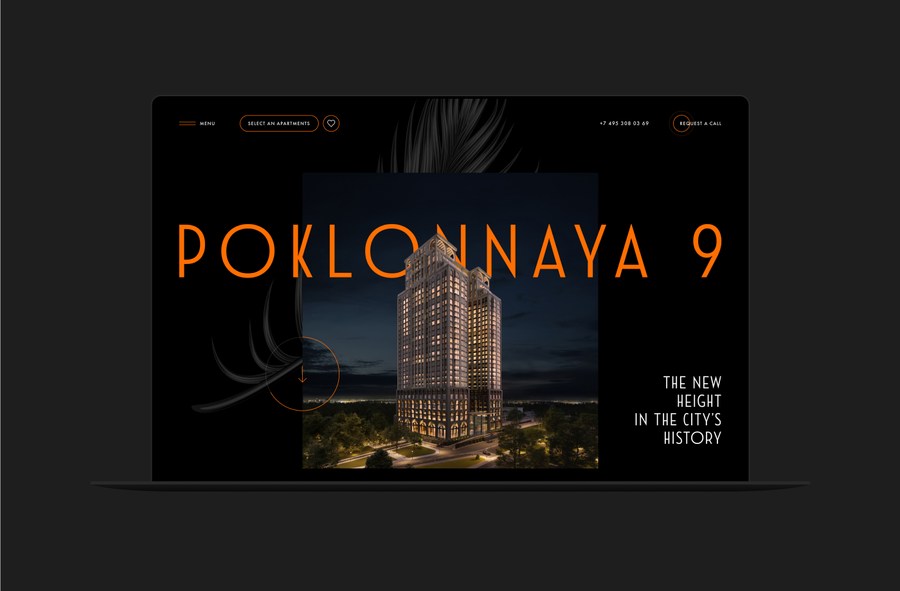 MENU
SELECT AN APARTMENTS
+7 495 308 03 69
REQUEST A CALL
POKLONNAYA 9
THE NEW
HEIGHT
IN THE CITY'S
HISTORY